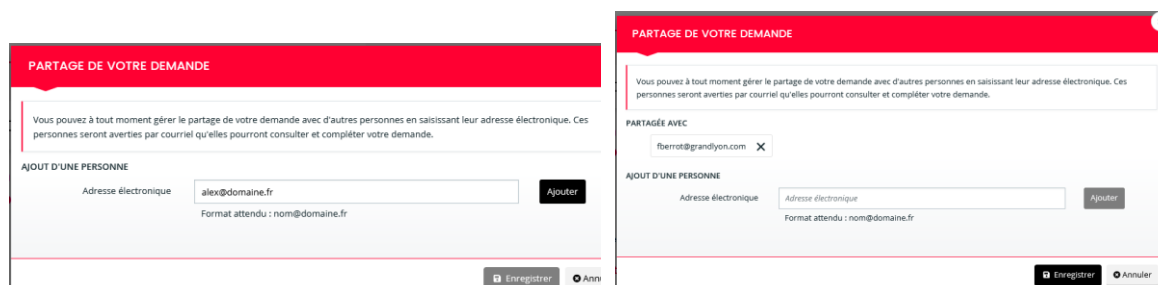 PARTAGE DE VOTRE DEMANDE
Vous pouvez à tout moment gérer le partage de votre demande avec d'autres personnes en saisissant leur adresse électronique. Ces
personnes seront averties par courriel qu'elles pourront consulter et compléter votre demande.
AJOUT D'UNE PERSONNE
Adresse électronique
alex@domaine.fr
Ajouter
Format attendu : nom@domaine.fr
Enregistrer
Annu
PARTAGE DE VOTRE DEMANDE
Vous pouvez à tout moment gérer le partage de votre demande avec d'autres personnes en saisissant leur adresse électronique. Ces
personnes seront averties par courriel qu'elles pourront consulter et compléter votre demande.
PARTAGÉE AVEC
fberrot@grandlyon.com
AJOUT D'UNE PERSONNE
Adresse électronique
Adresse électronique
Ajouter
Format attendu : nom@domaine.fr
Enregistrer
Annuler